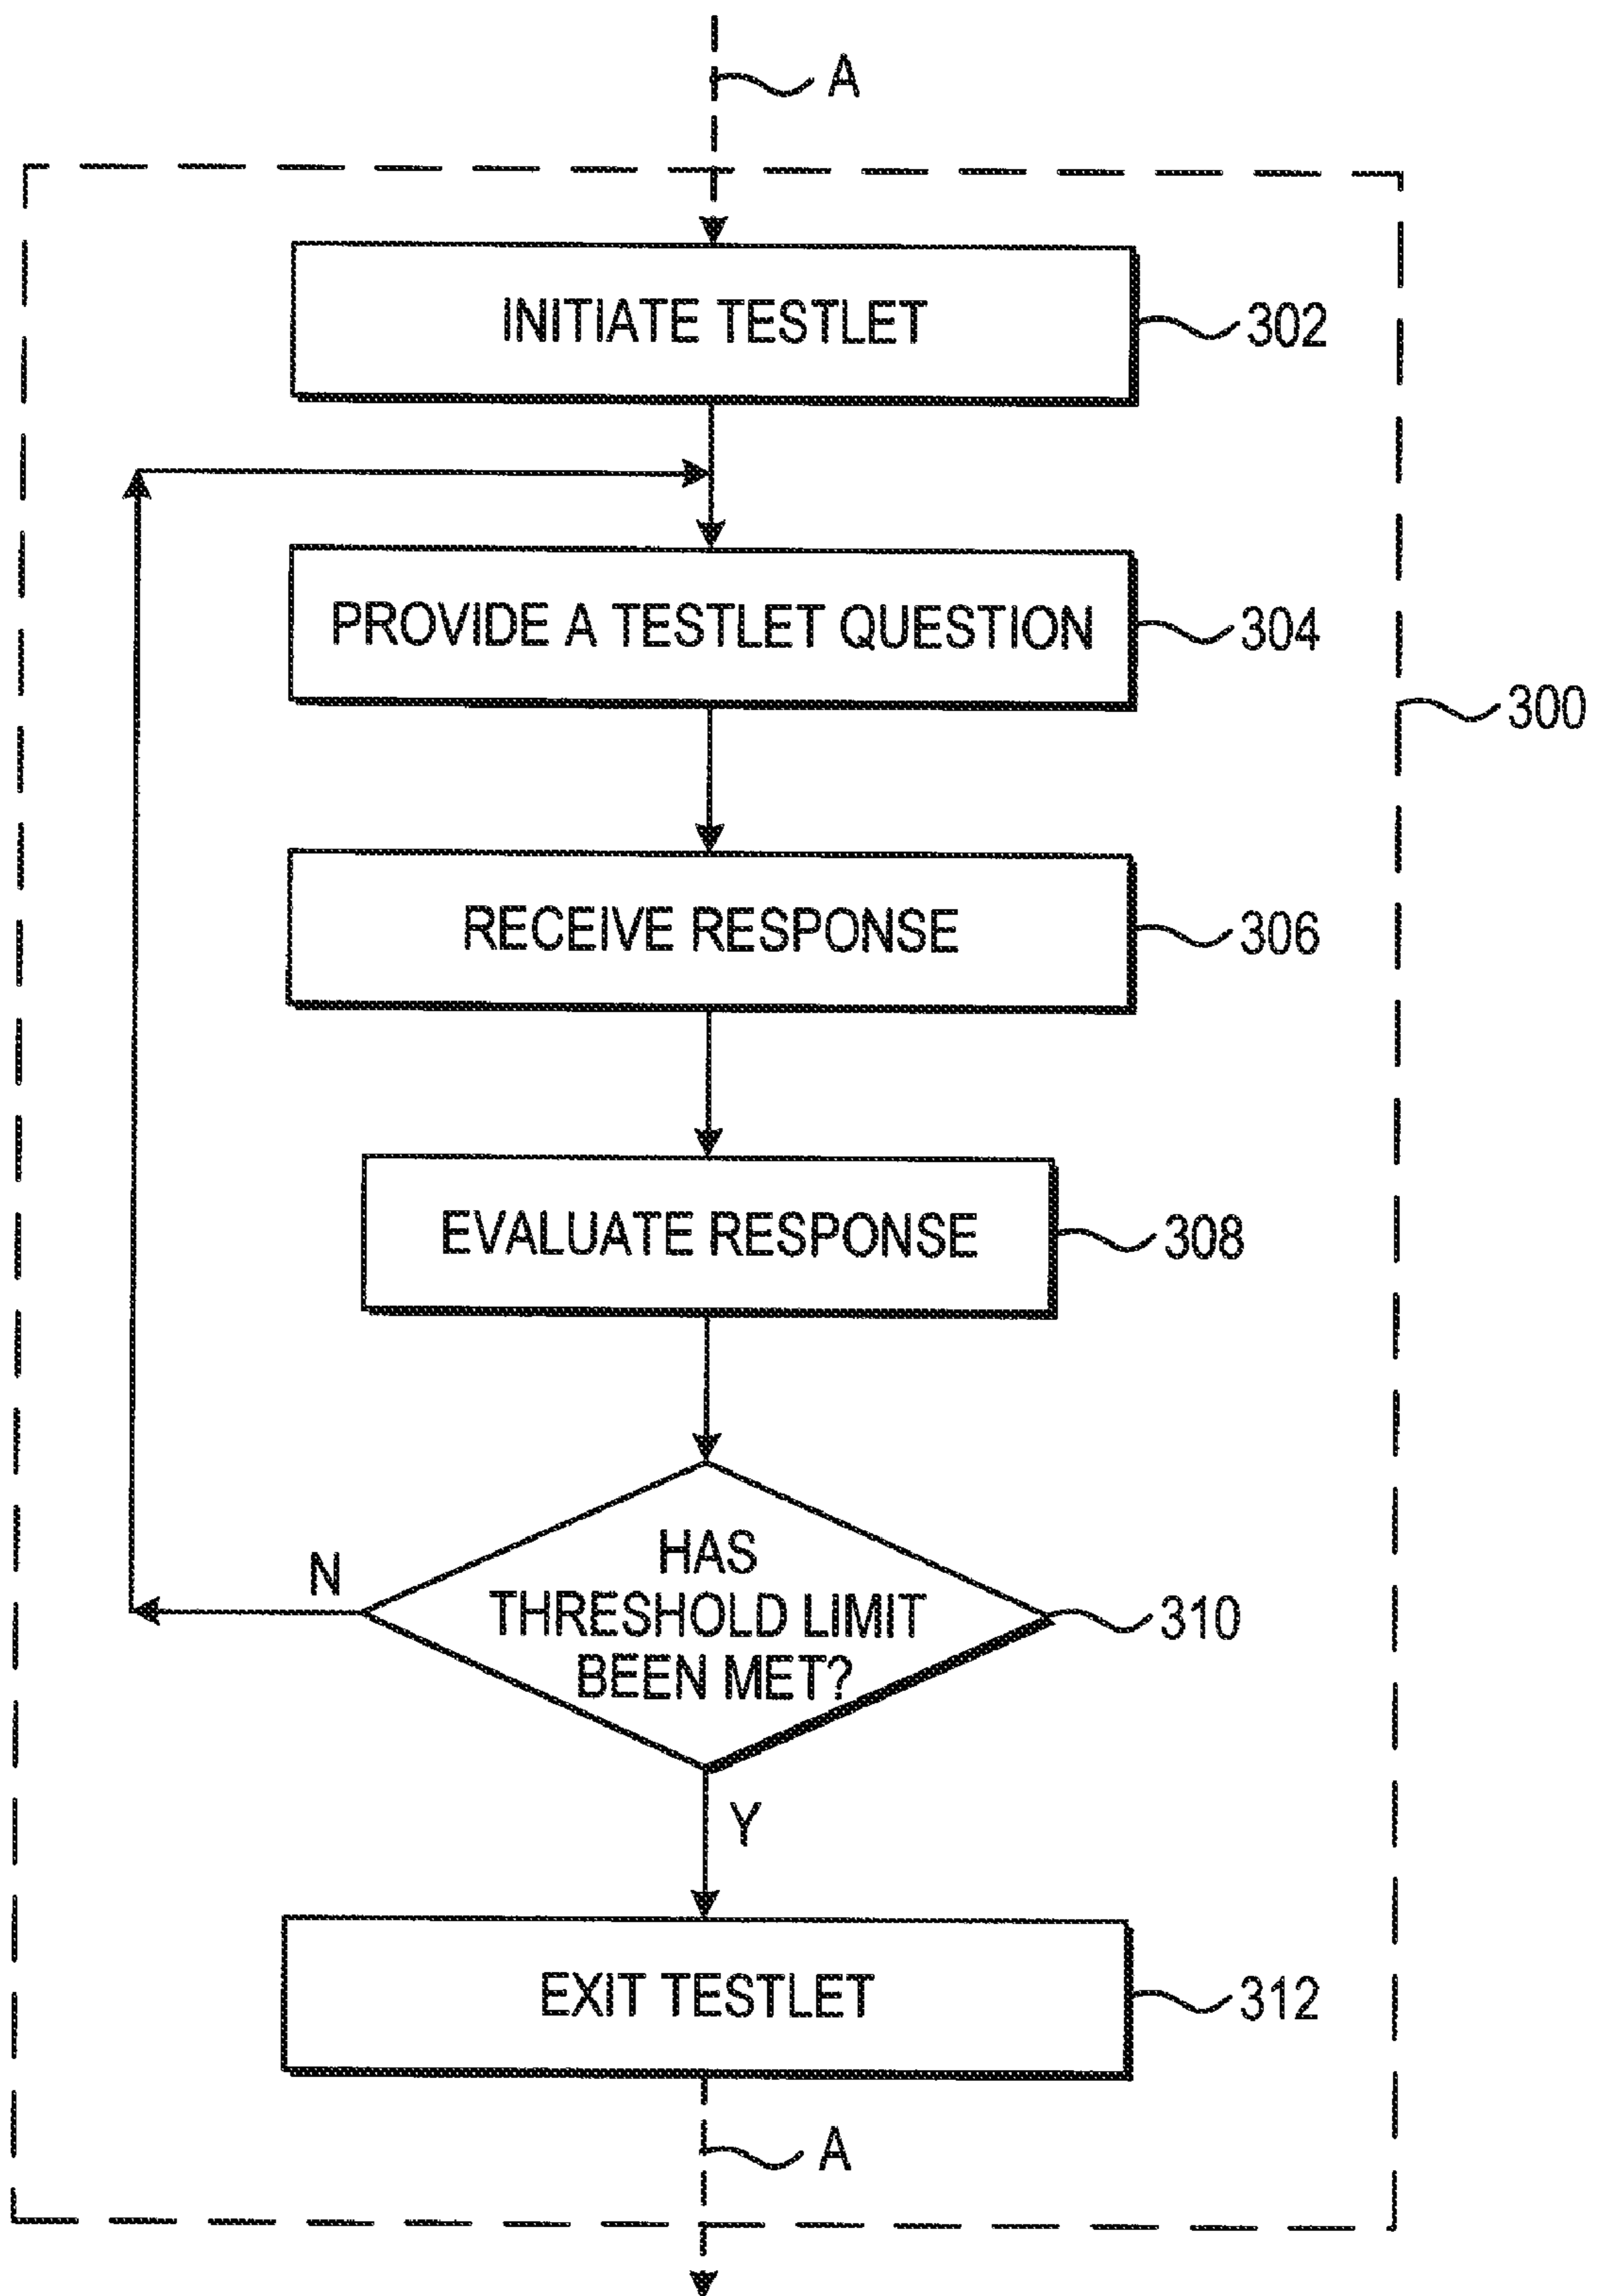 A
INITIATE TESTLET
302
PROVIDE A TESTLET QUESTION
304
300
RECEIVE RESPONSE
306
EVALUATE RESPONSE
308
N
HAS
THRESHOLD LIMIT
BEEN MET?
310
Y
EXIT TESTLET
312
A